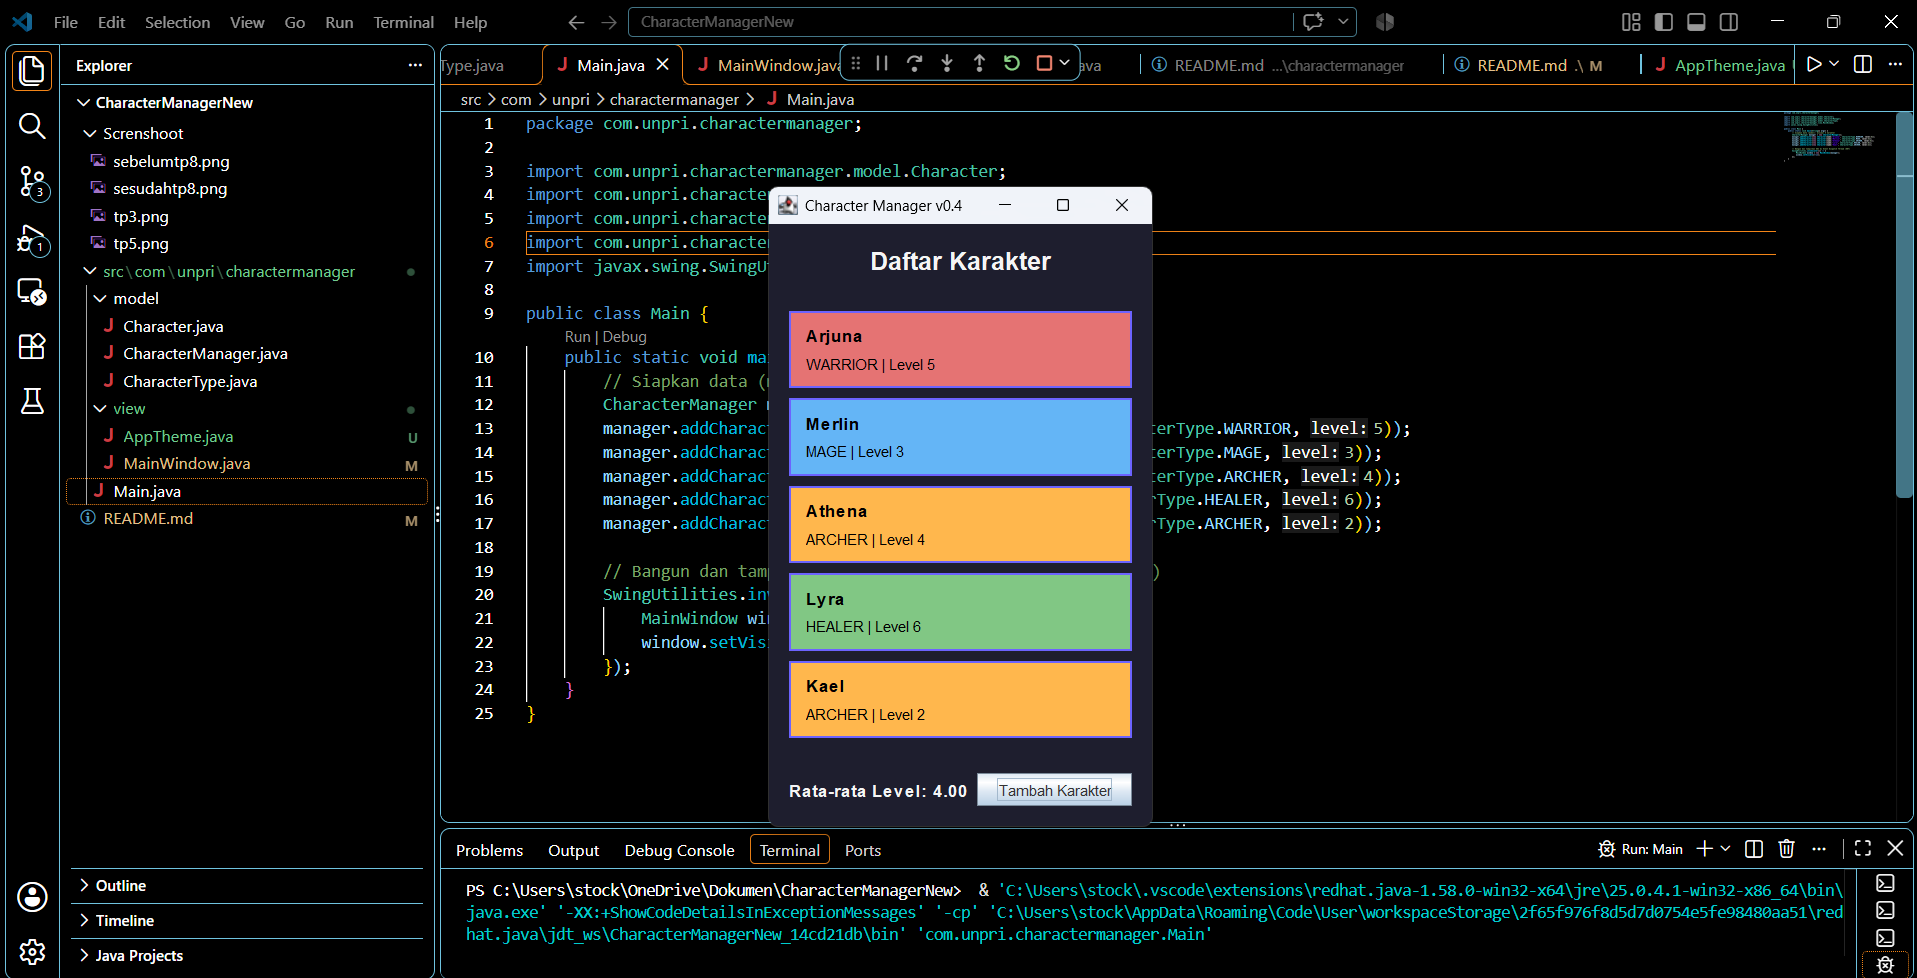 File Edit Selection View Go Run Terminal Help
CharacterManagerNew
Explorer
CharacterManagerNew
Screnshoot
sebelumtp8.png
sesudahtp8.png
tp3.png
tp5.png
src\com\unpri\charactermanager
model
Character.java
CharacterManager.java
CharacterType.java
view
AppTheme.java U
MainWindow.java M
Main.java
README.md M
Outline
Timeline
Java Projects
3
1
Type.java Main.java MainWindow.java ava README.md ...\charactermanager README.md .\ M AppTheme.java
src > com > unpri > charactermanager > Main.java
1 package com.unpri.charactermanager;
2
3 import com.unpri.charactermanager.model.Character;
4 import com.unpri.characte
5 import com.unpri.characte
6 import com.unpri.characte
7 import javax.swing.SwingU
8
9 public class Main {
Run | Debug
10 public static void ma
11 // Siapkan data (
12 CharacterManager
13 manager.addCharac terType.WARRIOR, level: 5));
14 manager.addCharac terType.MAGE, level: 3));
15 manager.addCharac terType.ARCHER, level: 4));
16 manager.addCharac rType.HEALER, level: 6));
17 manager.addCharac rType.ARCHER, level: 2));
18
19 // Bangun dan tam )
20 SwingUtilities.in
21 MainWindow wi
22 window.setVis
23 });
24 }
25 }
Character Manager v0.4
Daftar Karakter
Arjuna
WARRIOR | Level 5
Merlin
MAGE | Level 3
Athena
ARCHER | Level 4
Lyra
HEALER | Level 6
Kael
ARCHER | Level 2
Rata-rata Level: 4.00 Tambah Karakter
Problems Output Debug Console Terminal Ports
Run: Main
PS C:\Users\stock\OneDrive\Dokumen\CharacterManagerNew> & 'C:\Users\stock\.vscode\extensions\redhat.java-1.58.0-win32-x64\jre\25.0.4.1-win32-x86_64\bin\
java.exe' '-XX:+ShowCodeDetailsInExceptionMessages' '-cp' 'C:\Users\stock\AppData\Roaming\Code\User\workspaceStorage\2f65f976f8d5d7d0754e5fe98480aa51\red
hat.java\jdt_ws\CharacterManagerNew_14cd21db\bin' 'com.unpri.charactermanager.Main'